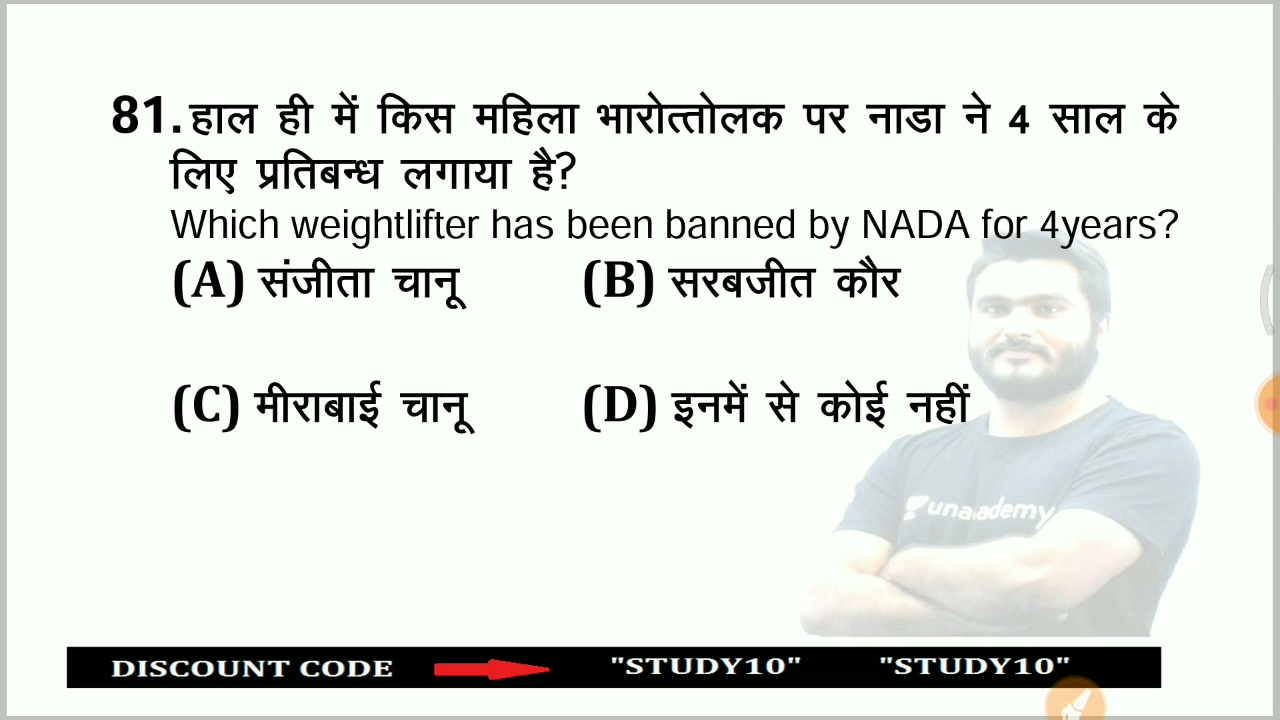 81. हाल ही में किस महिला भारोत्तोलक पर नाडा ने 4 साल के
लिए प्रतिबन्ध लगाया है?
Which weightlifter has been banned by NADA for 4years?
(A) संजीता चानू (B) सरबजीत कौर
(C) मीराबाई चानू (D) इनमें से कोई नहीं
unacademy
DISCOUNT CODE "STUDY10" "STUDY10"